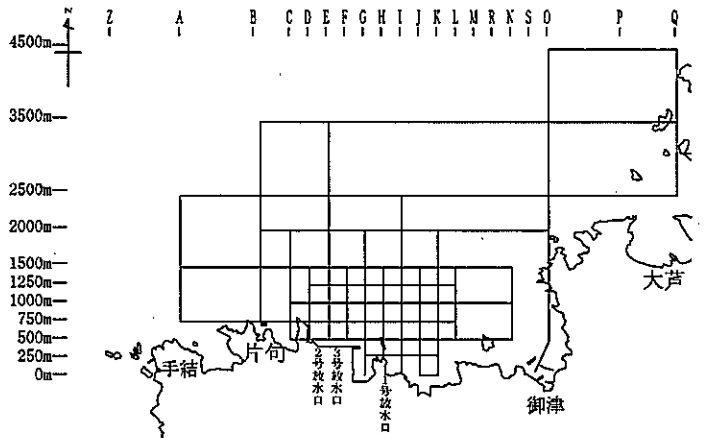 N
Z A B C D E F G H I J K L M R N S O P Q
4500m
3500m
2500m
2000m
1500m
1250m
1000m
750m
500m
250m
0m
大芦
手結
片句
2号放水口
3号放水口
1号放水口
御津